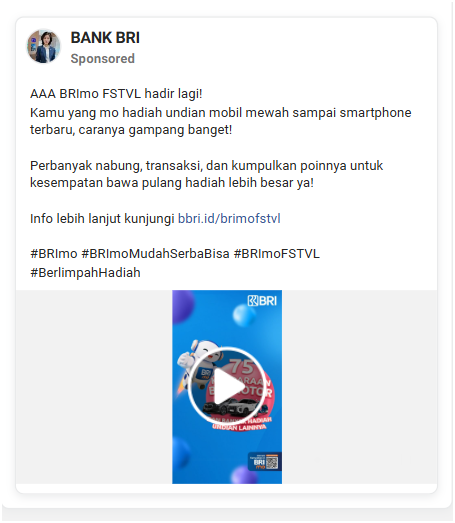 BANK BRI
Sponsored
AAA BRImo FSTVL hadir lagi!
Kamu yang mo hadiah undian mobil mewah sampai smartphone
terbaru, caranya gampang banget!
Perbanyak nabung, transaksi, dan kumpulkan poinnya untuk
kesempatan bawa pulang hadiah lebih besar ya!
Info lebih lanjut kunjungi bbri.id/brimofstvl
#BRImo #BRImoMudahSerbaBisa #BRImoFSTVL
#BerlimpahHadiah
BRI
75
HADIAH
UNDIAN LAINNYA
BRI
mo